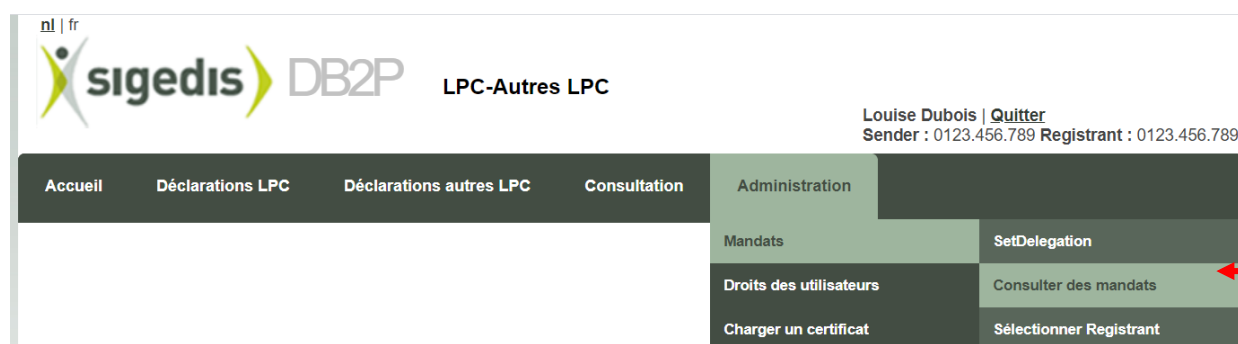 nl | fr
sigedis DB2P LPC-Autres LPC
Louise Dubois | Quitter
Sender : 0123.456.789 Registrant : 0123.456.789
Accueil Déclarations LPC Déclarations autres LPC Consultation Administration
Mandats SetDelegation
Droits des utilisateurs Consulter des mandats
Charger un certificat Sélectionner Registrant